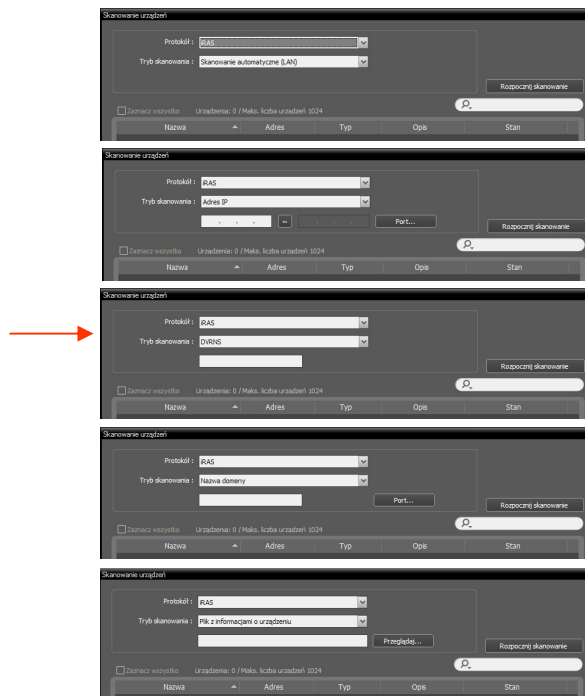 Skanowanie urządzeń
Protokół : iRAS
Tryb skanowania : Skanowanie automatyczne (LAN)
Rozpocznij skanowanie
Zaznacz wszystko Urządzenia: 0 / Maks. liczba urządzeń 1024
Nazwa Adres Typ Opis Stan
Skanowanie urządzeń
Protokół : iRAS
Tryb skanowania : Adres IP
. . . ~ . . . Port...
Rozpocznij skanowanie
Zaznacz wszystko Urządzenia: 0 / Maks. liczba urządzeń 1024
Nazwa Adres Typ Opis Stan
Skanowanie urządzeń
Protokół : iRAS
Tryb skanowania : DVRNS
Rozpocznij skanowanie
Zaznacz wszystko Urządzenia: 0 / Maks. liczba urządzeń 1024
Nazwa Adres Typ Opis Stan
Skanowanie urządzeń
Protokół : iRAS
Tryb skanowania : Nazwa domeny
Port...
Rozpocznij skanowanie
Zaznacz wszystko Urządzenia: 0 / Maks. liczba urządzeń 1024
Nazwa Adres Typ Opis Stan
Skanowanie urządzeń
Protokół : iRAS
Tryb skanowania : Plik z informacjami o urządzeniu
Przeglądaj...
Rozpocznij skanowanie
Zaznacz wszystko Urządzenia: 0 / Maks. liczba urządzeń 1024
Nazwa Adres Typ Opis Stan